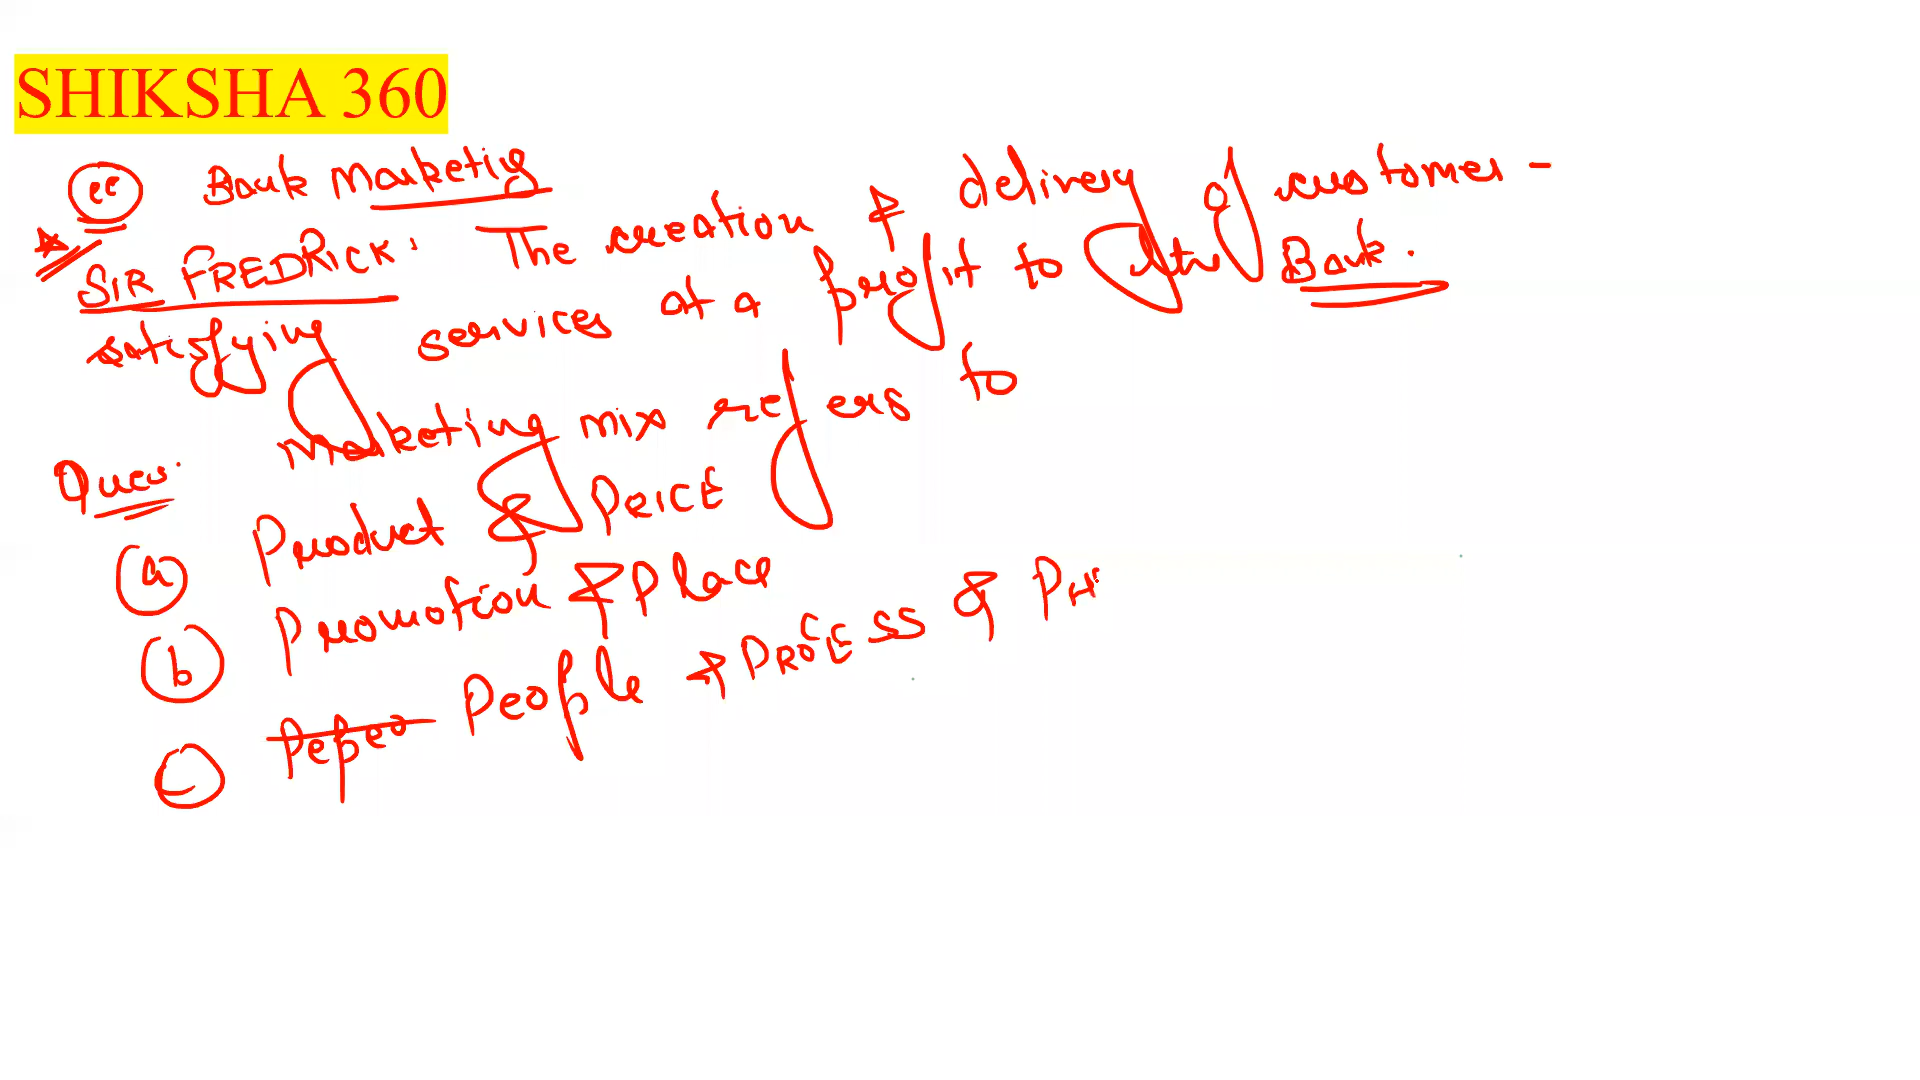 SHIKSHA 360
Bank Marketing
SIR FREDRICK: The creation & delivery of customer -
satisfying services at a profit to the Bank.
Ques. Marketing mix refers to
(a) Product & PRICE
(b) Promotion & Place
(c) Pepeo People & PROCESS & PH